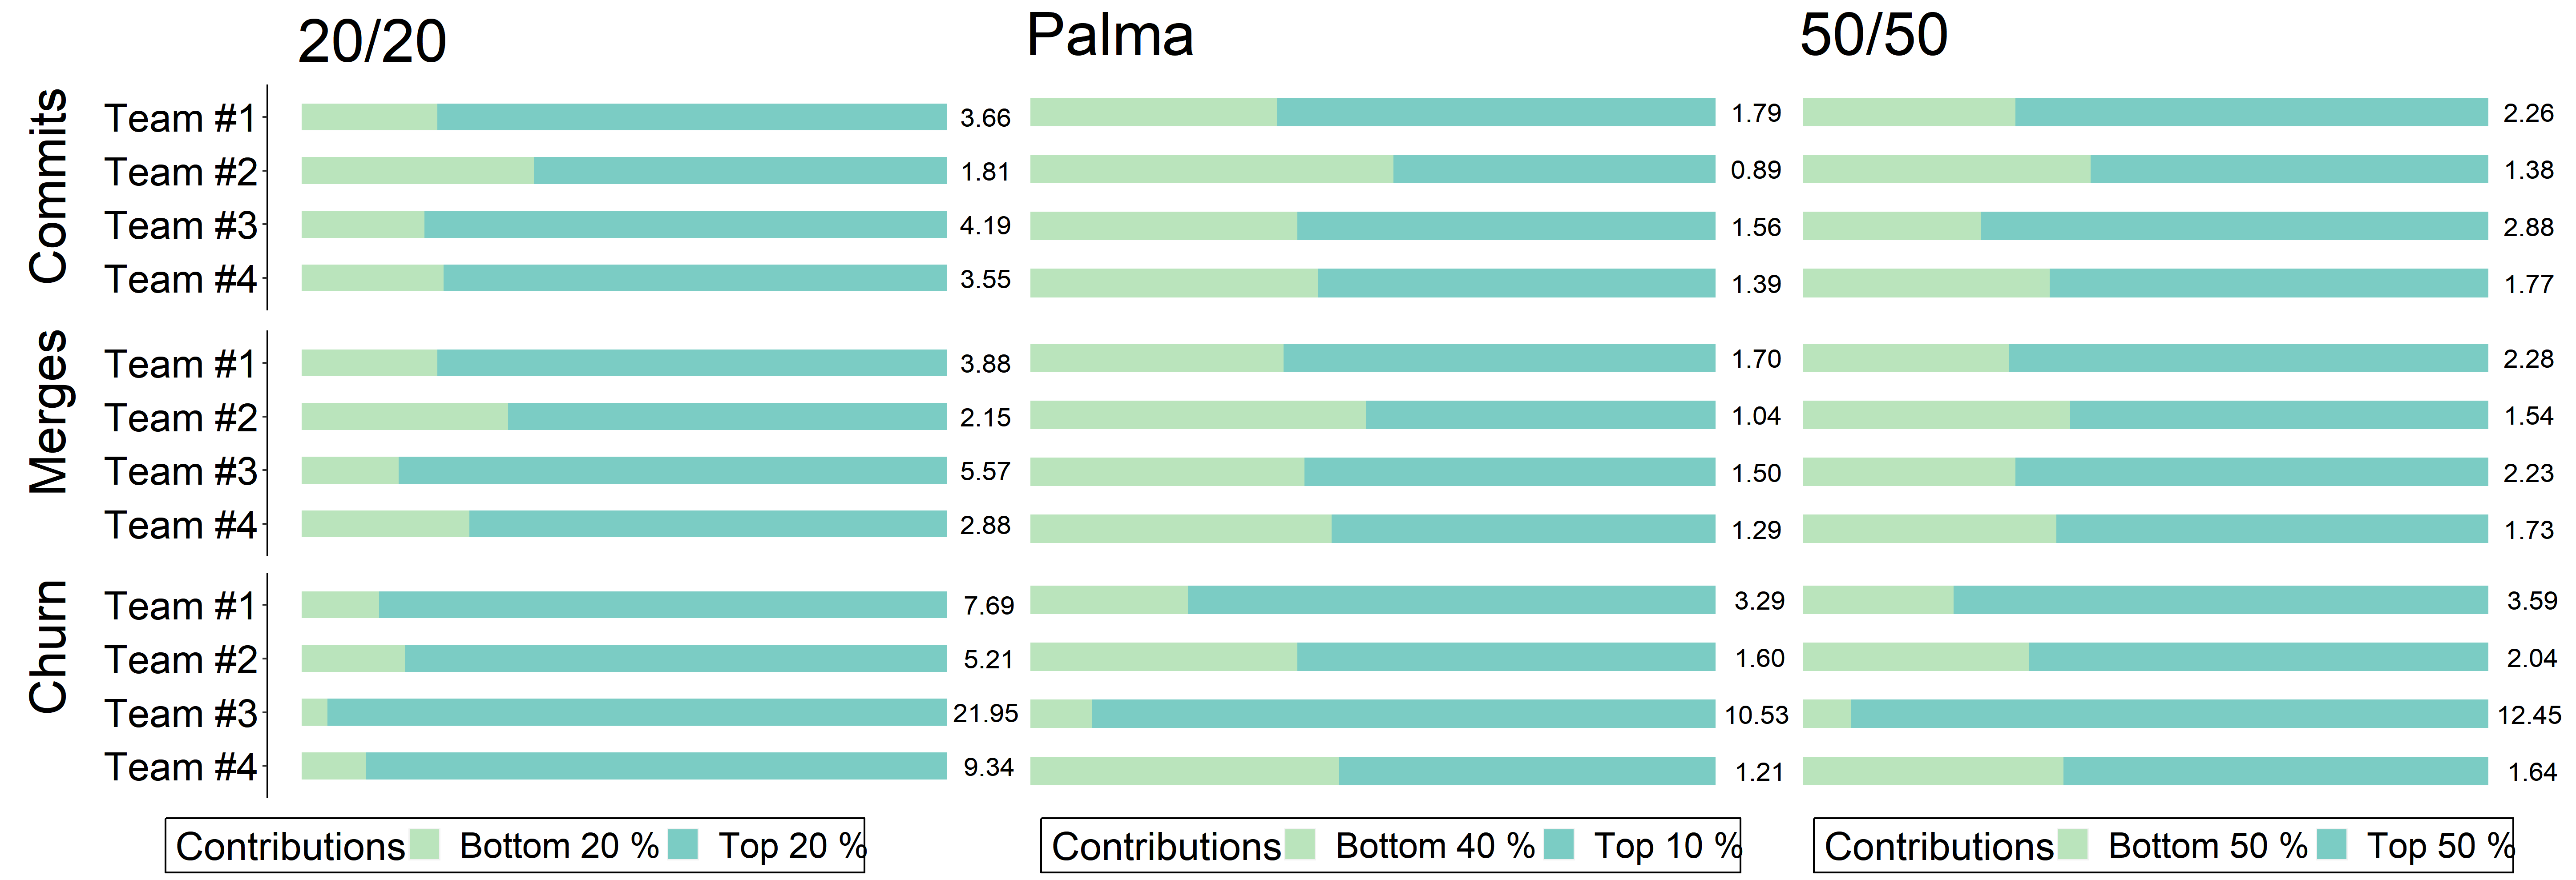 20/20 Palma 50/50
Commits
Team #1 3.66 1.79 2.26
Team #2 1.81 0.89 1.38
Team #3 4.19 1.56 2.88
Team #4 3.55 1.39 1.77
Merges
Team #1 3.88 1.70 2.28
Team #2 2.15 1.04 1.54
Team #3 5.57 1.50 2.23
Team #4 2.88 1.29 1.73
Churn
Team #1 7.69 3.29 3.59
Team #2 5.21 1.60 2.04
Team #3 21.95 10.53 12.45
Team #4 9.34 1.21 1.64
Contributions Bottom 20 % Top 20 %
Contributions Bottom 40 % Top 10 %
Contributions Bottom 50 % Top 50 %